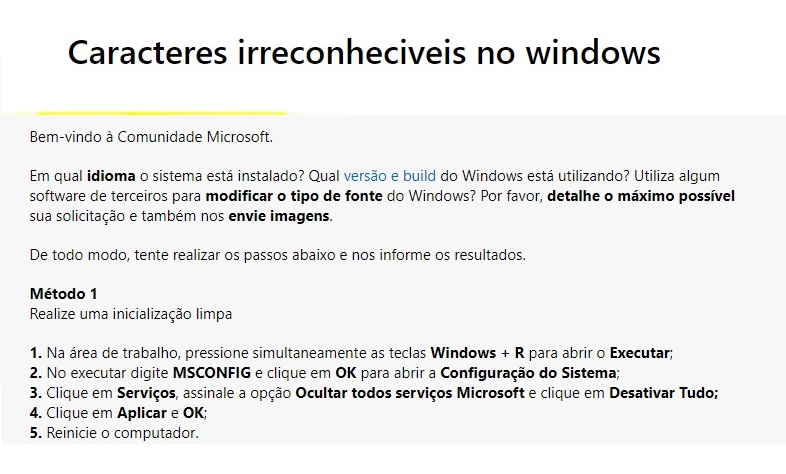 Caracteres irreconheciveis no windows
Bem-vindo à Comunidade Microsoft.
Em qual idioma o sistema está instalado? Qual versão e build do Windows está utilizando? Utiliza algum
software de terceiros para modificar o tipo de fonte do Windows? Por favor, detalhe o máximo possível
sua solicitação e também nos envie imagens.
De todo modo, tente realizar os passos abaixo e nos informe os resultados.
Método 1
Realize uma inicialização limpa
1. Na área de trabalho, pressione simultaneamente as teclas Windows + R para abrir o Executar;
2. No executar digite MSCONFIG e clique em OK para abrir a Configuração do Sistema;
3. Clique em Serviços, assinale a opção Ocultar todos serviços Microsoft e clique em Desativar Tudo;
4. Clique em Aplicar e OK;
5. Reinicie o computador.